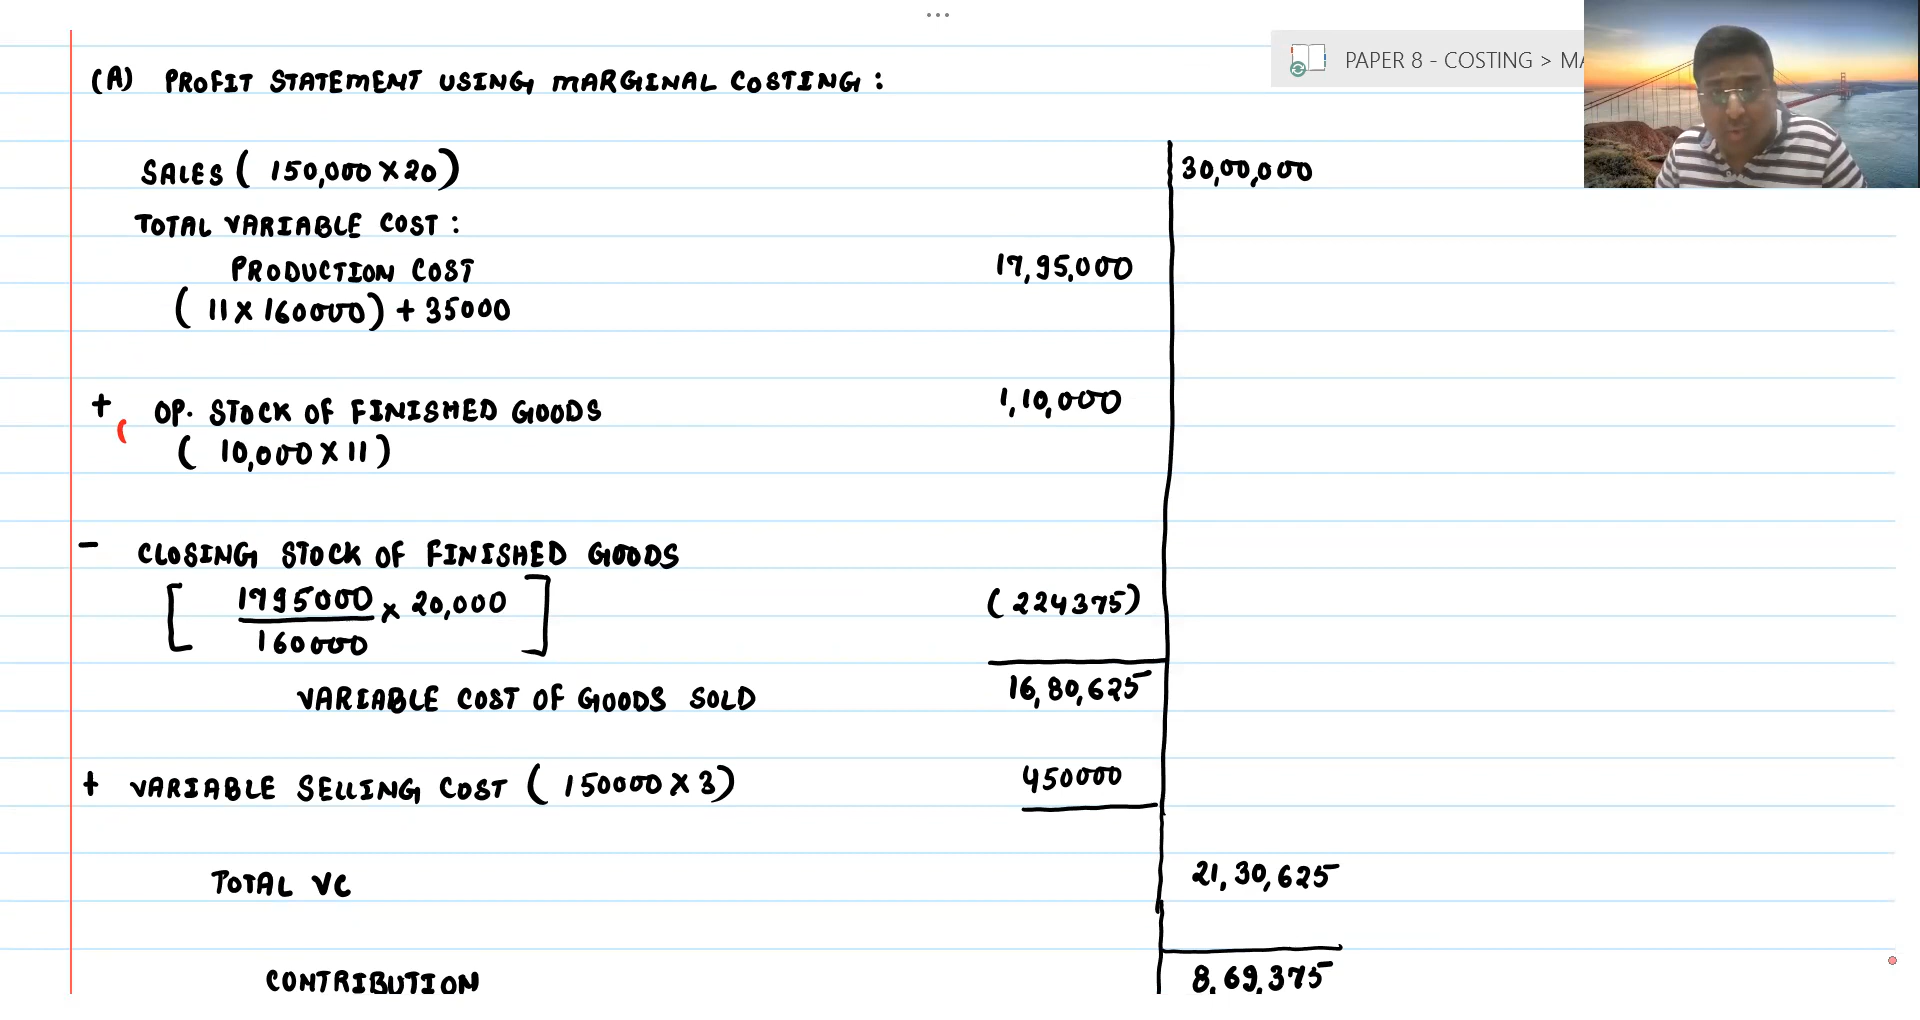 ...
PAPER 8 - COSTING > MA
(A) PROFIT STATEMENT USING MARGINAL COSTING :
SALES ( 150,000 X 20 ) 30,00,000
TOTAL VARIABLE COST :
PRODUCTION COST 17,95,000
( 11 X 160000 ) + 35000
+ OP. STOCK OF FINISHED GOODS 1,10,000
(
( 10,000 X 11 )
- CLOSING STOCK OF FINISHED GOODS
[ 1795000 / 160000 X 20,000 ] ( 224375 )
VARIABLE COST OF GOODS SOLD 16,80,625
+ VARIABLE SELLING COST ( 150000 X 3 ) 450000
TOTAL VC 21,30,625
CONTRIBUTION 8,69,375